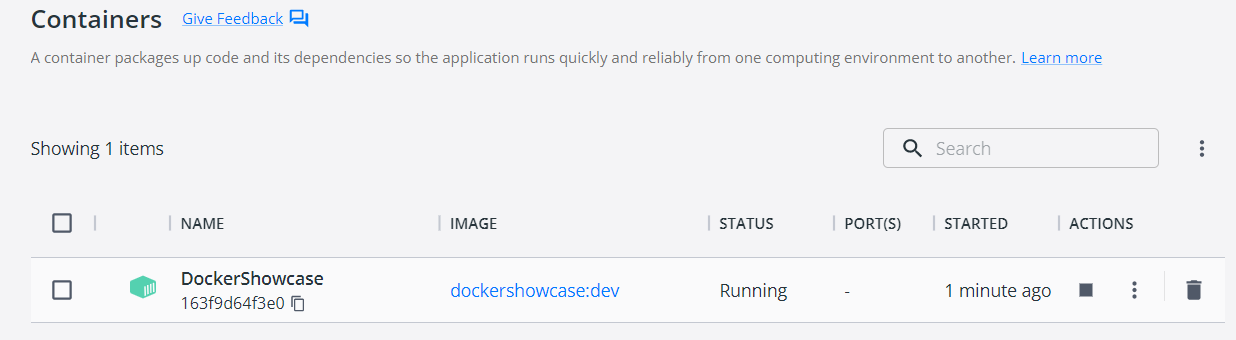 Containers Give Feedback
A container packages up code and its dependencies so the application runs quickly and reliably from one computing environment to another. Learn more
Showing 1 items Search
NAME IMAGE STATUS PORT(S) STARTED ACTIONS
DockerShowcase
163f9d64f3e0 dockershowcase:dev Running - 1 minute ago